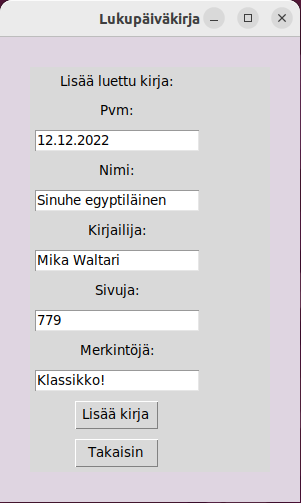 Lukupäiväkirja
Lisää luettu kirja:
Pvm:
12.12.2022
Nimi:
Sinuhe egyptiläinen
Kirjailija:
Mika Waltari
Sivuja:
779
Merkintöjä:
Klassikko!
Lisää kirja
Takaisin